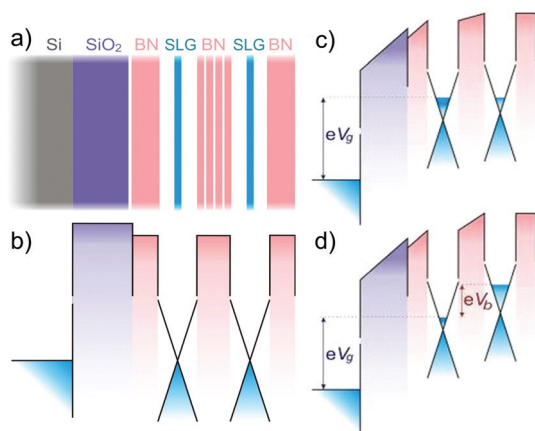 a)
Si SiO₂ BN SLG BN SLG BN
b)
c)
eVg
d)
eVb
eVg